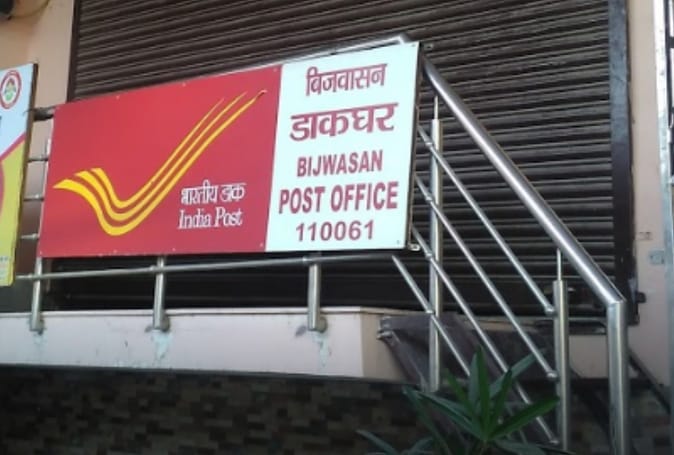 भारतीय डाक
India Post
बिजवासन
डाकघर
BIJWASAN
POST OFFICE
110061